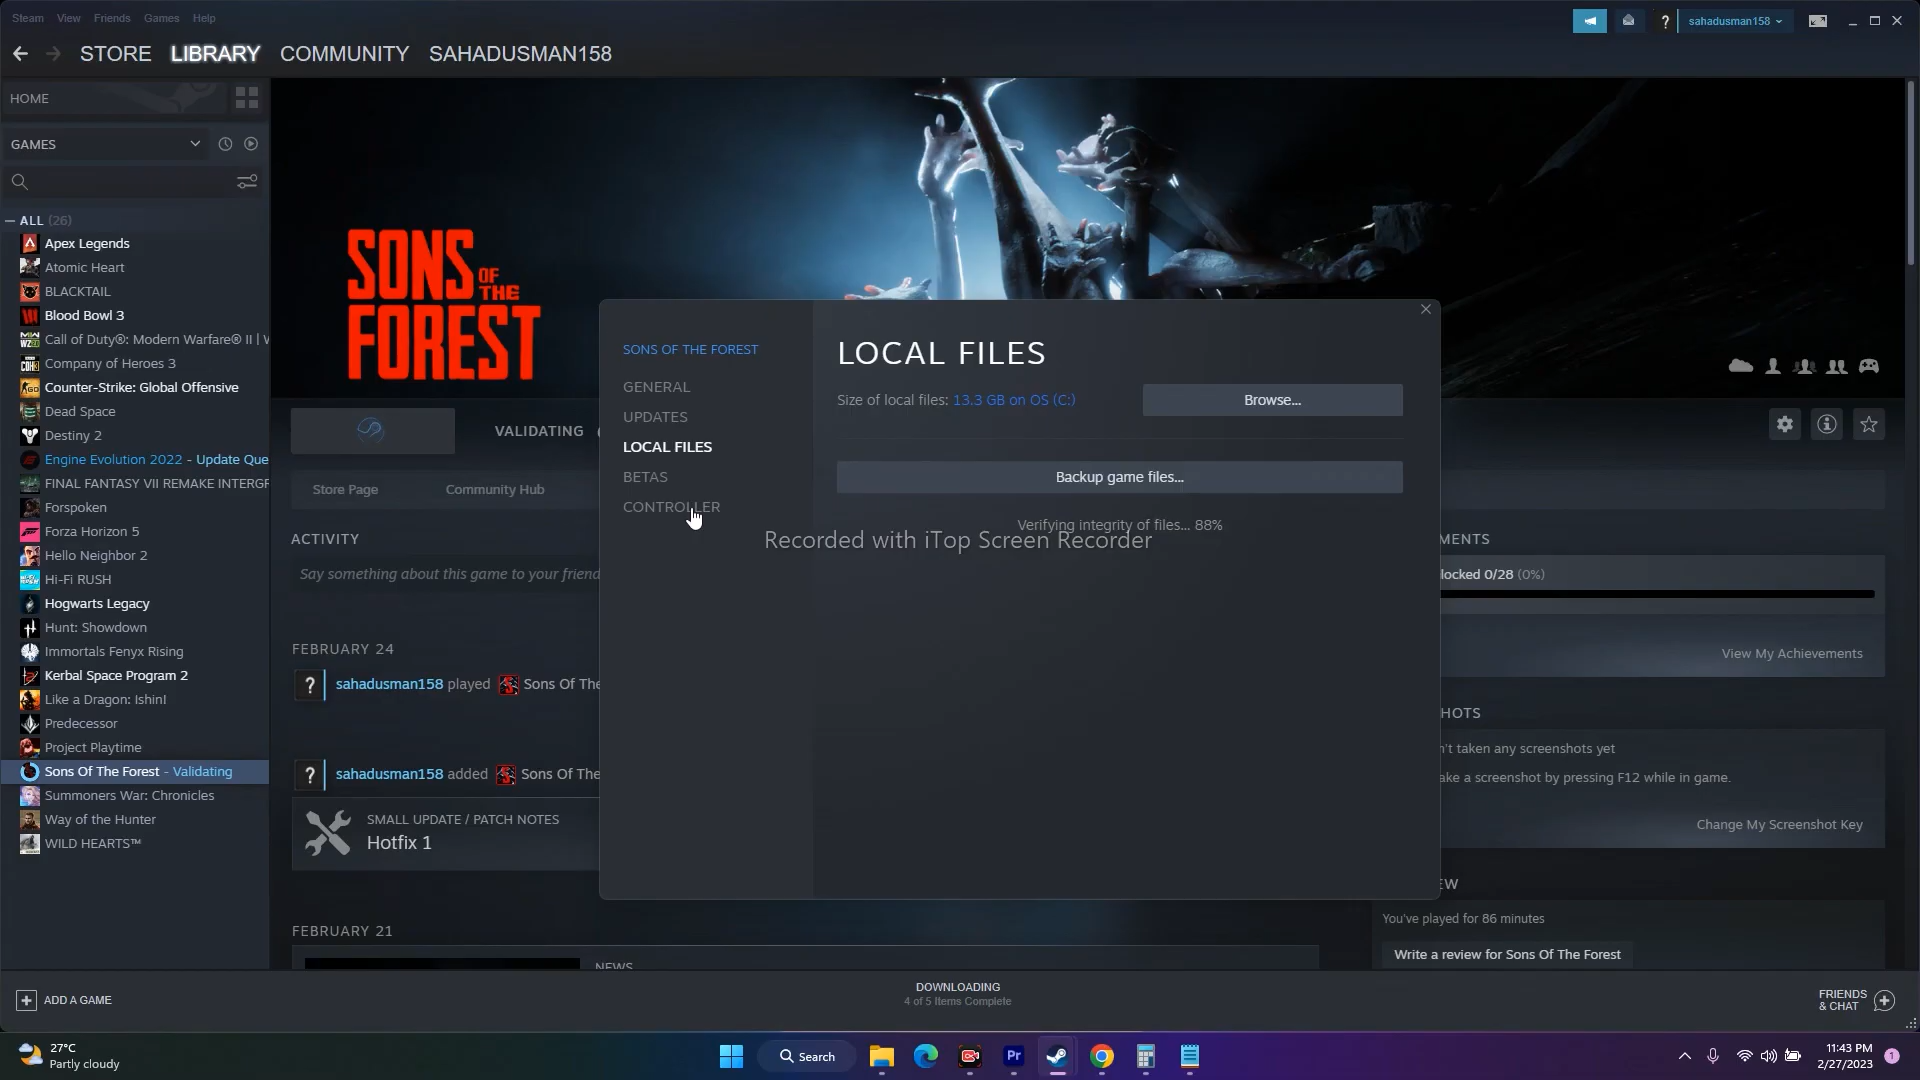 Steam View Friends Games Help
sahadusman158
STORE LIBRARY COMMUNITY SAHADUSMAN158
HOME
GAMES
ALL (26)
Apex Legends
Atomic Heart
BLACKTAIL
Blood Bowl 3
Call of Duty®: Modern Warfare® II | W
Company of Heroes 3
Counter-Strike: Global Offensive
Dead Space
Destiny 2
Engine Evolution 2022 - Update Que
FINAL FANTASY VII REMAKE INTERGR
Forspoken
Forza Horizon 5
Hello Neighbor 2
Hi-Fi RUSH
Hogwarts Legacy
Hunt: Showdown
Immortals Fenyx Rising
Kerbal Space Program 2
Like a Dragon: Ishin!
Predecessor
Project Playtime
Sons Of The Forest - Validating
Summoners War: Chronicles
Way of the Hunter
WILD HEARTS™
SONS OF THE FOREST
VALIDATING
Store Page
Community Hub
ACTIVITY
Say something about this game to your friend
FEBRUARY 24
sahadusman158 played Sons Of The
sahadusman158 added Sons Of The
SMALL UPDATE / PATCH NOTES
Hotfix 1
FEBRUARY 21
NEWS
SONS OF THE FOREST
GENERAL
UPDATES
LOCAL FILES
BETAS
CONTROLLER
LOCAL FILES
Size of local files: 13.3 GB on OS (C:)
Browse...
Backup game files...
Verifying integrity of files... 88%
Recorded with iTop Screen Recorder
MENTS
locked 0/28 (0%)
View My Achievements
HOTS
n't taken any screenshots yet
ake a screenshot by pressing F12 while in game.
Change My Screenshot Key
EW
You've played for 86 minutes
Write a review for Sons Of The Forest
ADD A GAME
DOWNLOADING
4 of 5 Items Complete
FRIENDS
& CHAT
27°C
Partly cloudy
Search
Pr
11:43 PM
2/27/2023
1